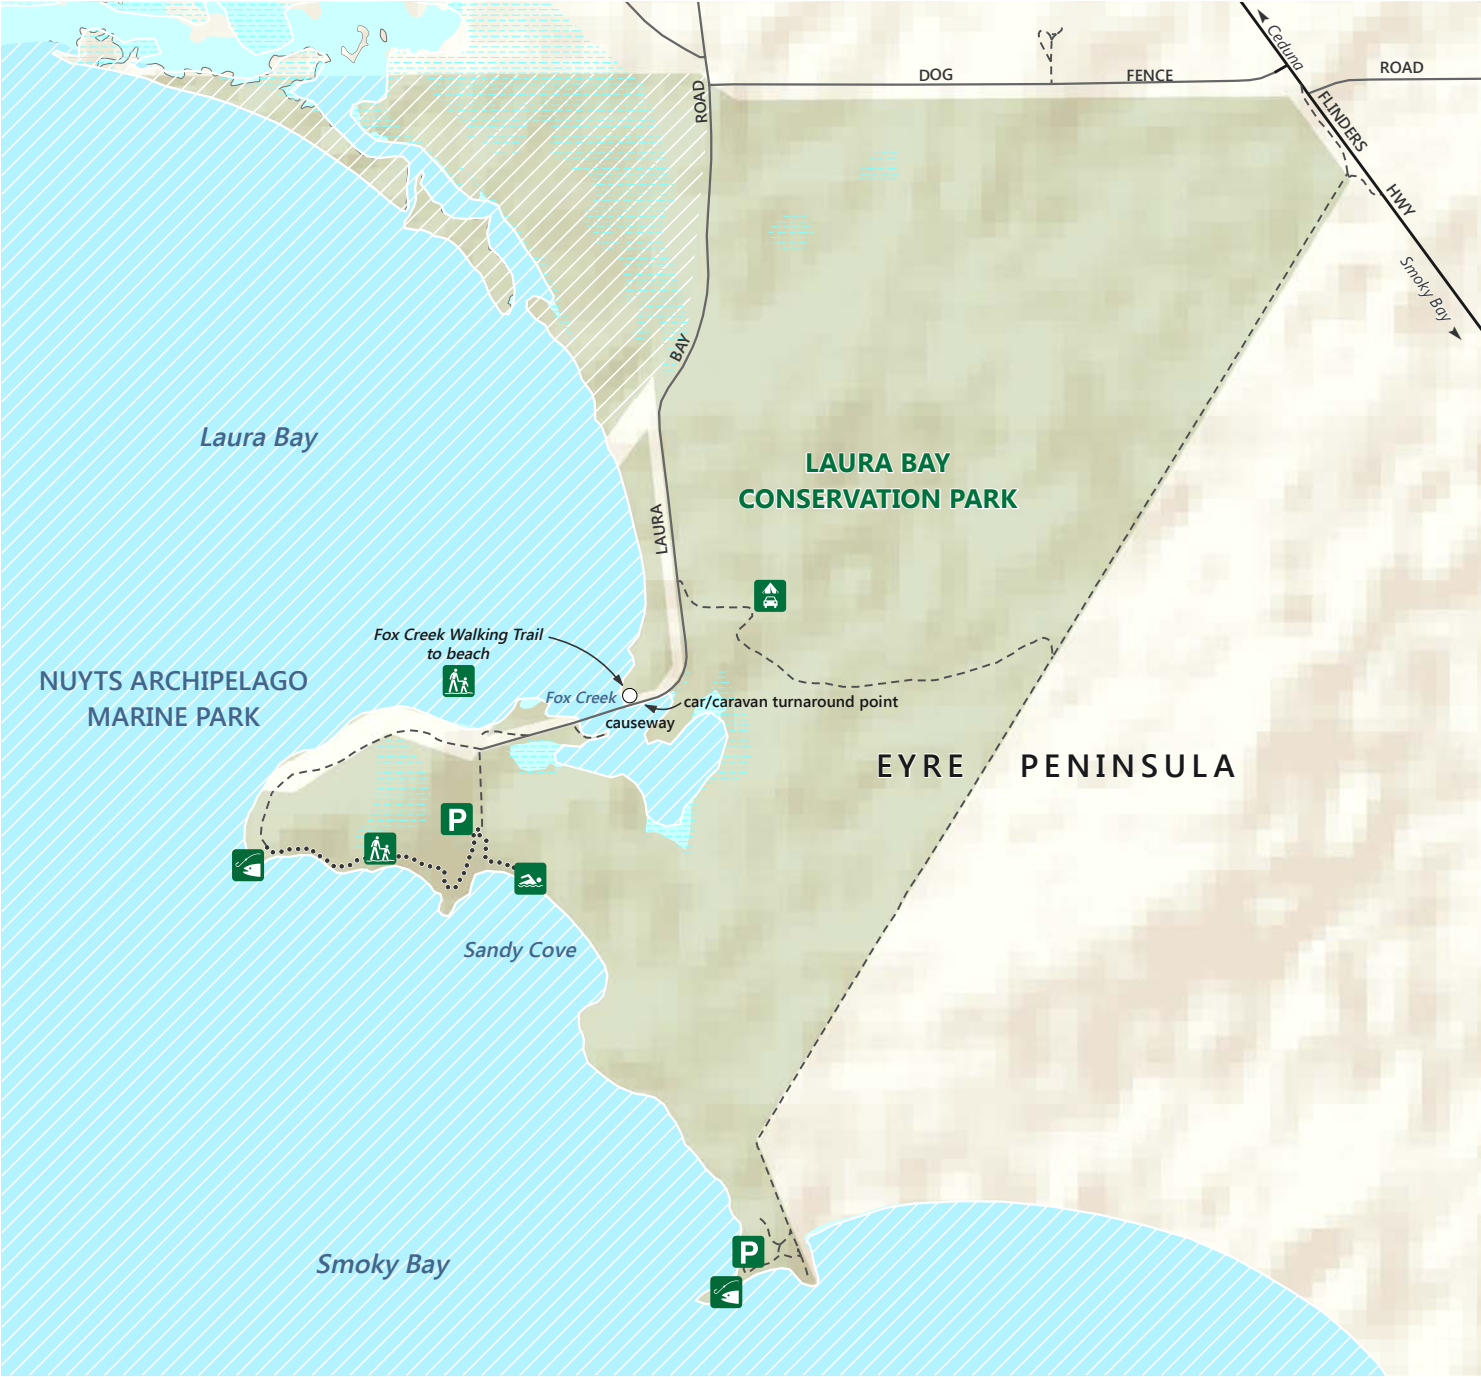 Ceduna
DOG
FENCE
ROAD
ROAD
FLINDERS
HWY
Smoky Bay
BAY
Laura Bay
LAURA BAY
CONSERVATION PARK
LAURA
Fox Creek Walking Trail
to beach
NUYTS ARCHIPELAGO
MARINE PARK
Fox Creek
car/caravan turnaround point
causeway
EYRE PENINSULA
P
Sandy Cove
Smoky Bay
P